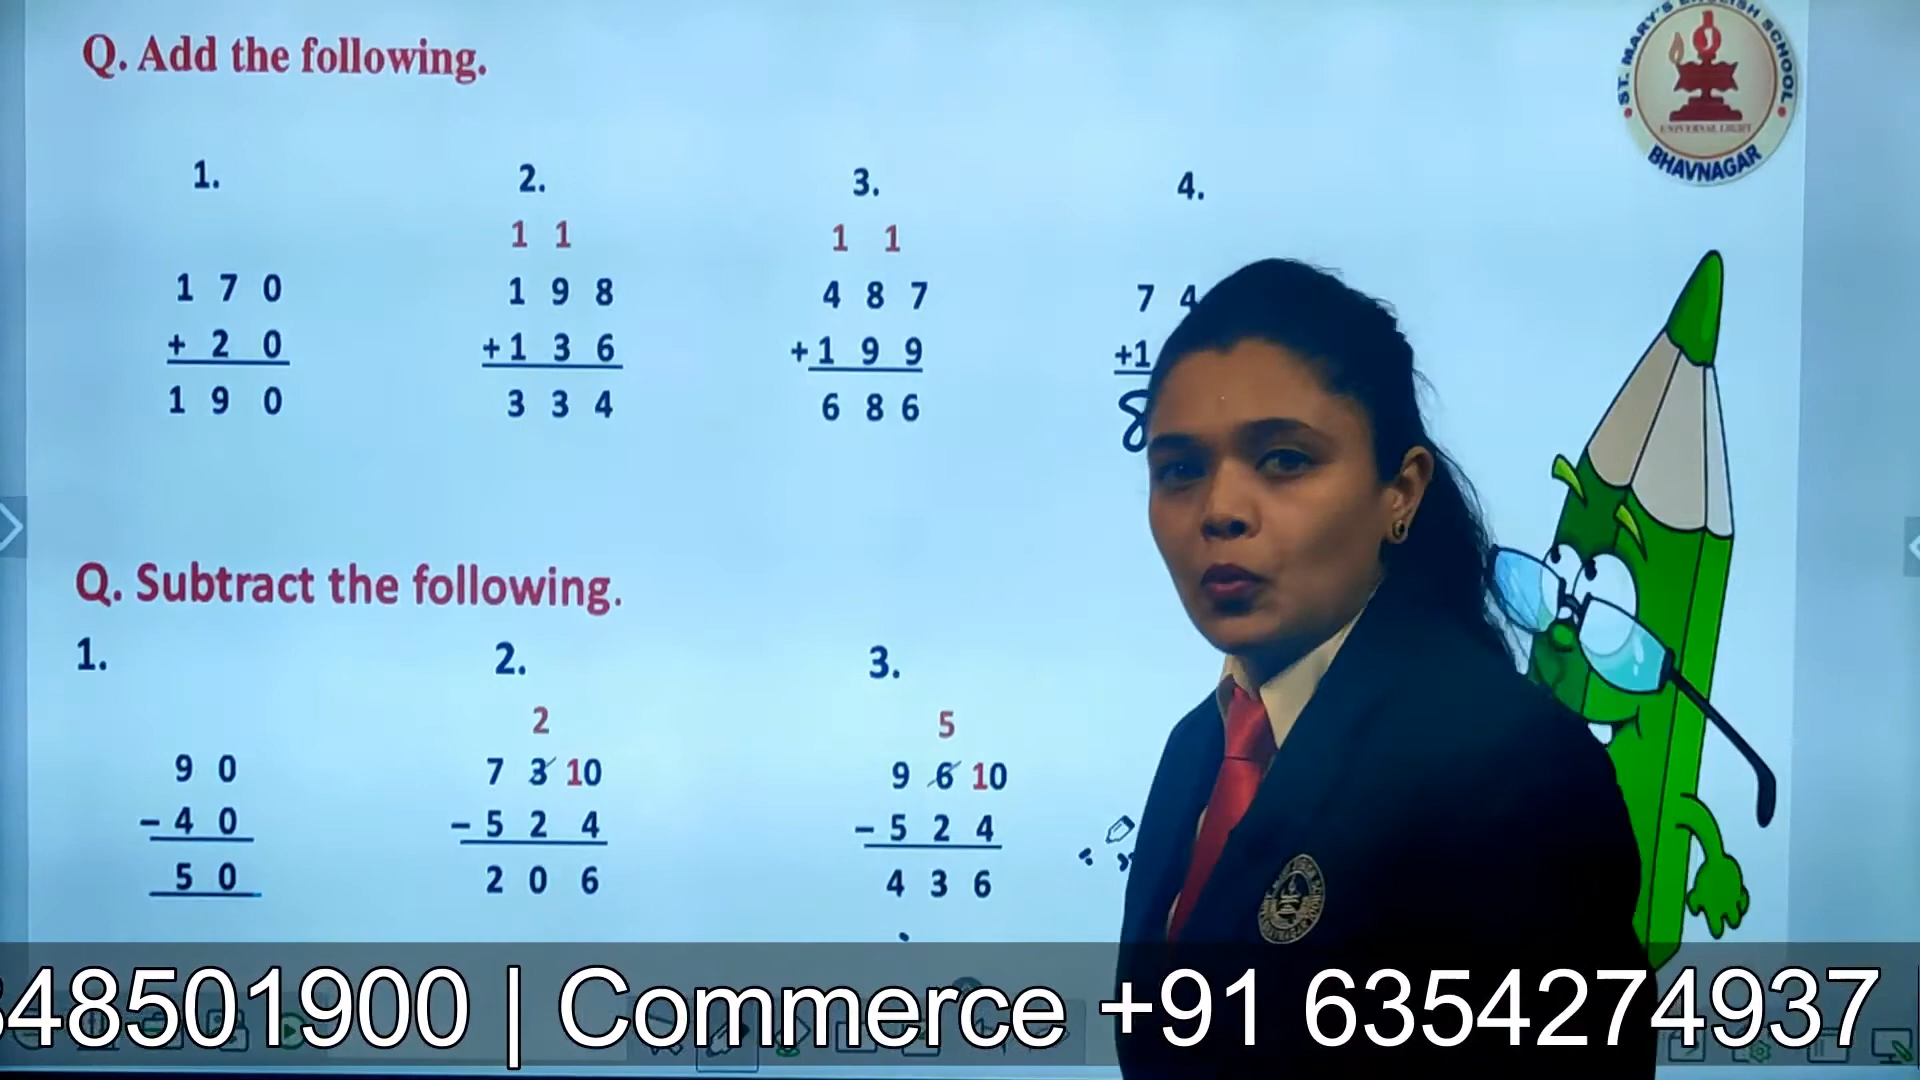 Q. Add the following.
ST. MARY'S ENGLISH SCHOOL
UNIVERSAL LIGHT
BHAVNAGAR
1. 2. 3. 4.
1 1 1 1
1 7 0 1 9 8 4 8 7 7 4
+ 2 0 +1 3 6 +1 9 9 +1
1 9 0 3 3 4 6 8 6 8
Q. Subtract the following.
1. 2. 3.
2 5
9 0 7 3 10 9 6 10
- 4 0 - 5 2 4 - 5 2 4
5 0 2 0 6 4 3 6
48501900 | Commerce +91 6354274937